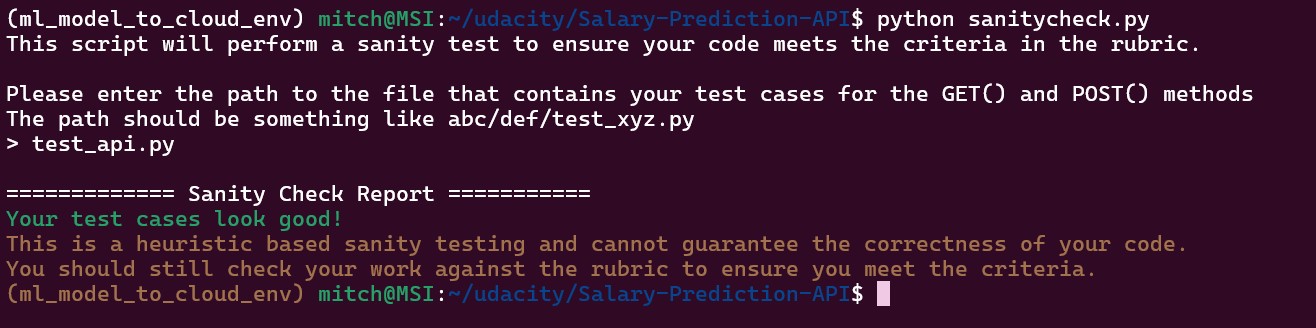 (ml_model_to_cloud_env) mitch@MSI:~/udacity/Salary-Prediction-API$ python sanitycheck.py
This script will perform a sanity test to ensure your code meets the criteria in the rubric.
Please enter the path to the file that contains your test cases for the GET() and POST() methods
The path should be something like abc/def/test_xyz.py
> test_api.py
============= Sanity Check Report ===========
Your test cases look good!
This is a heuristic based sanity testing and cannot guarantee the correctness of your code.
You should still check your work against the rubric to ensure you meet the criteria.
(ml_model_to_cloud_env) mitch@MSI:~/udacity/Salary-Prediction-API$